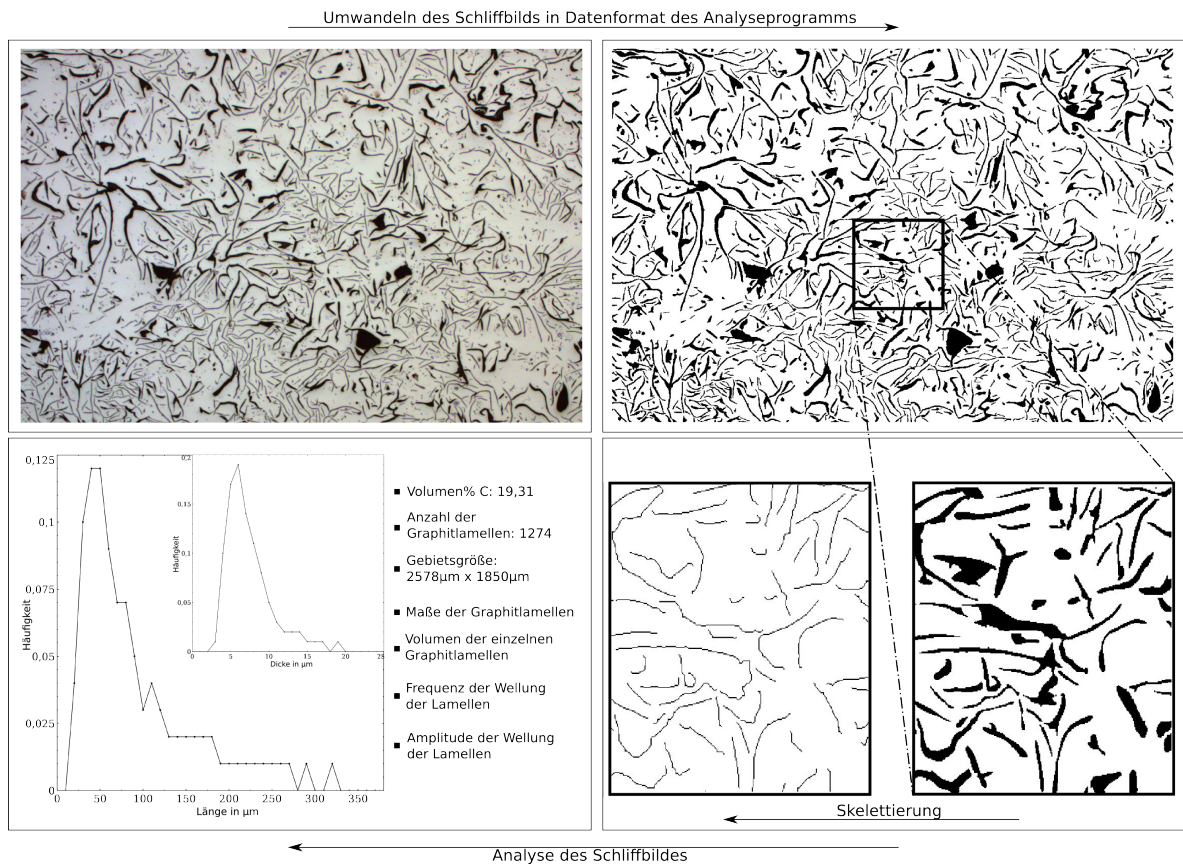 Umwandeln des Schliffbilds in Datenformat des Analyseprogramms
0,125
0,1
0,075
0,05
0,025
0
Häufigkeit
0 50 100 150 200 250 300 350
Länge in µm
0,2
0,15
0,1
0,05
0
Häufigkeit
0 5 10 15 20 25
Dicke in µm
Volumen% C: 19,31
Anzahl der
Graphitlamellen: 1274
Gebietsgröße:
2578µm x 1850µm
Maße der Graphitlamellen
Volumen der einzelnen
Graphitlamellen
Frequenz der Wellung
der Lamellen
Amplitude der Wellung
der Lamellen
Skelettierung
Analyse des Schliffbildes